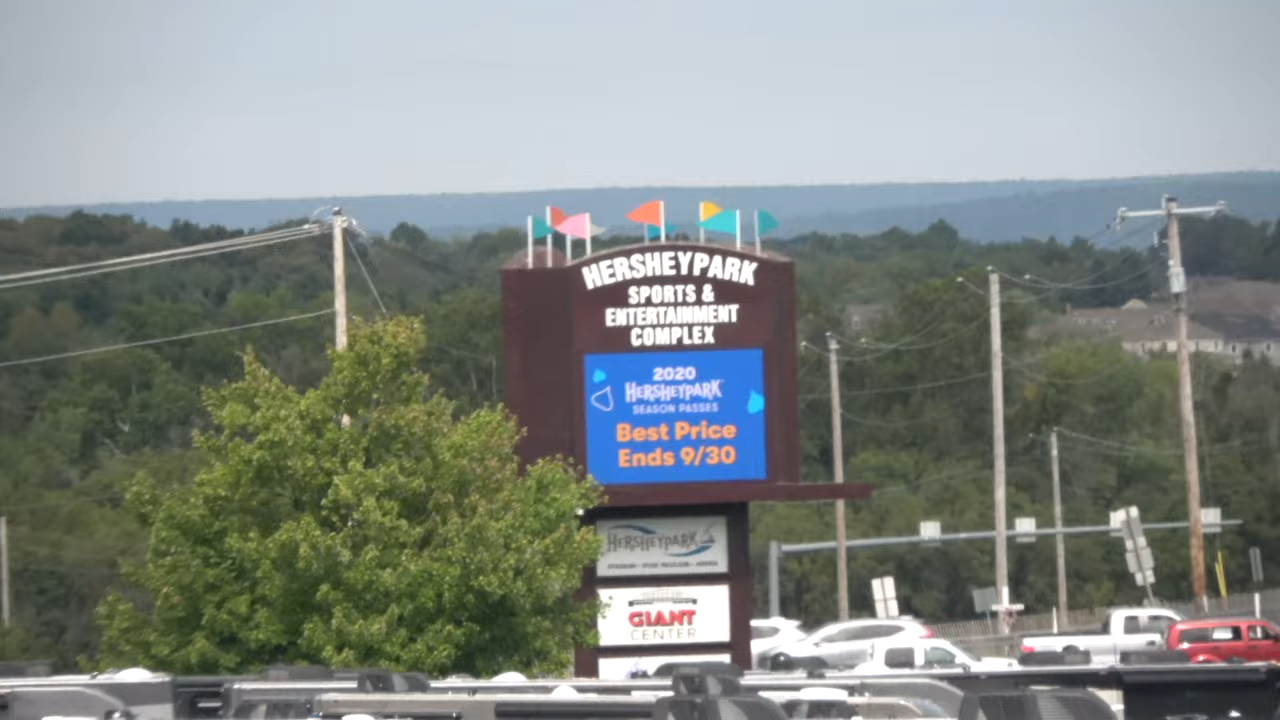 HERSHEYPARK
SPORTS &
ENTERTAINMENT
COMPLEX
2020
HERSHEYPARK
SEASON PASSES
Best Price
Ends 9/30
HERSHEYPARK
GIANT
CENTER